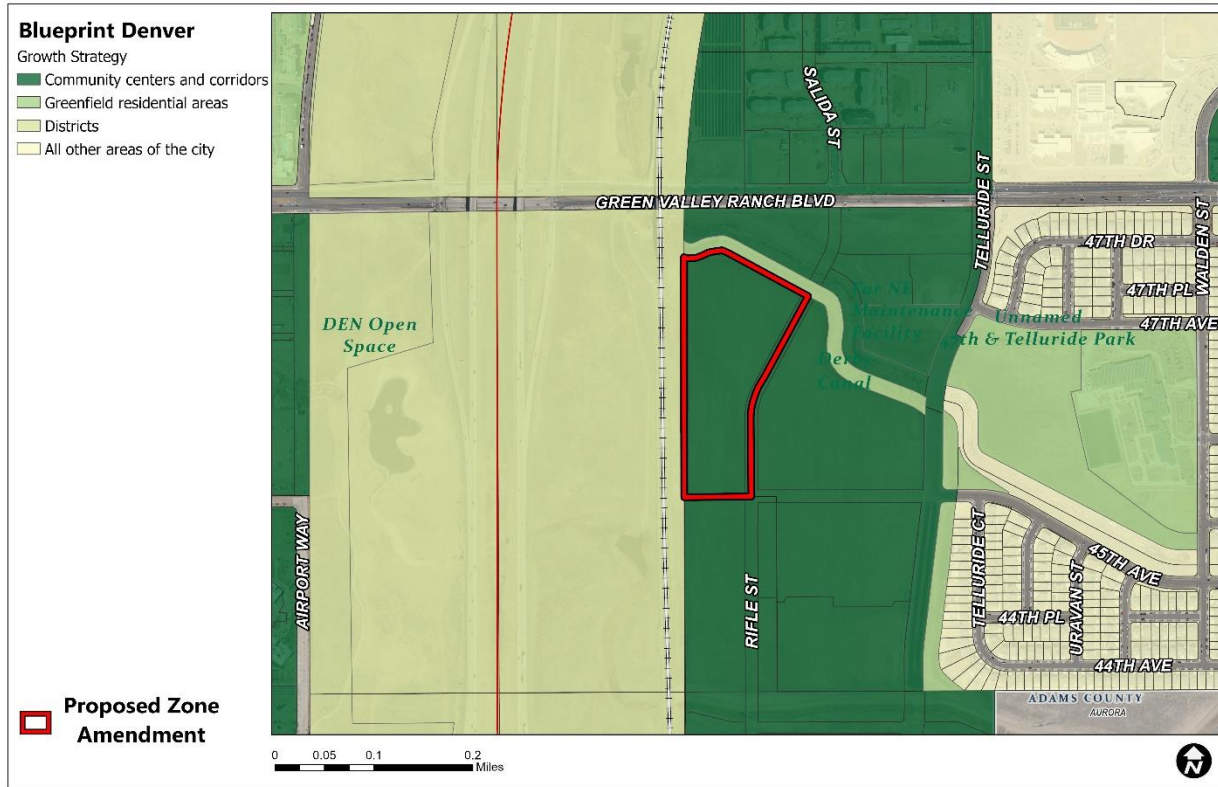 Blueprint Denver
Growth Strategy
Community centers and corridors
Greenfield residential areas
Districts
All other areas of the city
SALIDA ST
TELLURIDE ST
GREEN VALLEY RANCH BLVD
WALDEN ST
47TH DR
47TH PL
47TH AVE
DEN Open
Space
Far NE
Maintenance
Facility
Unnamed
47th & Telluride Park
Canal
AIRPORT WAY
RIFLE ST
TELLURIDE CT
45TH AVE
URAVAN ST
44TH PL
44TH AVE
ADAMS COUNTY
AURORA
Proposed Zone
Amendment
0 0.05 0.1 0.2
Miles
N